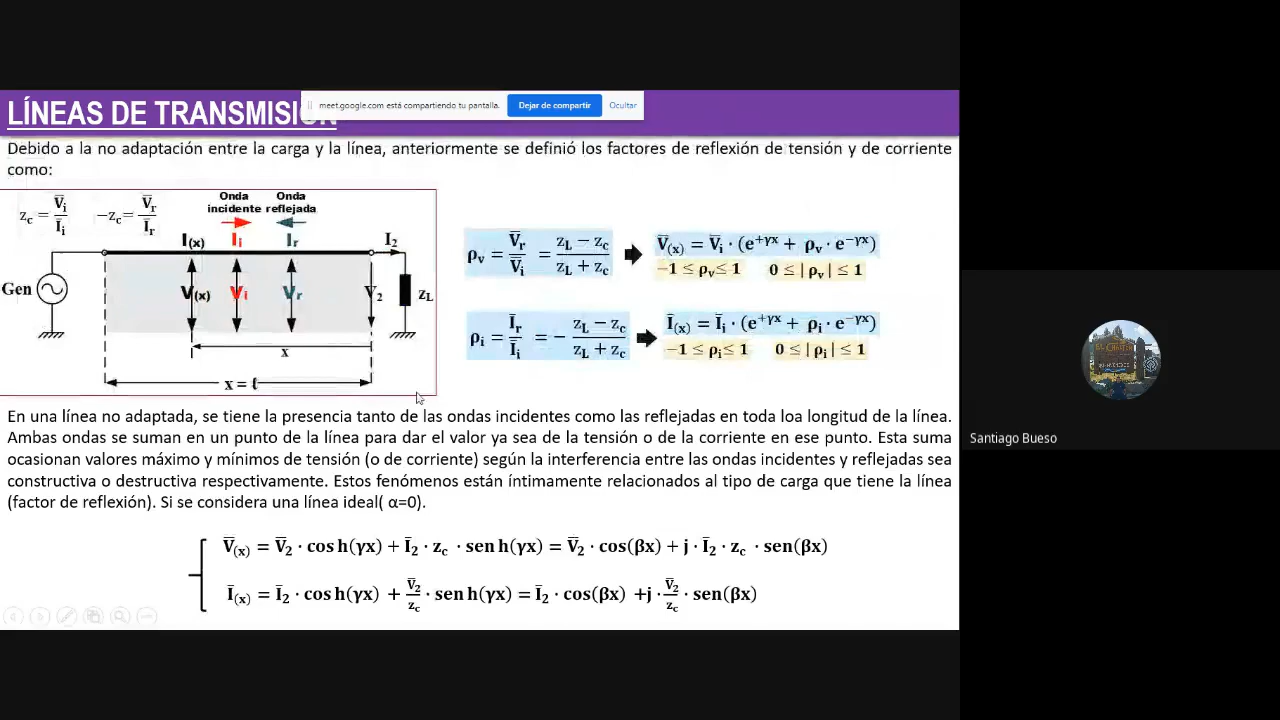 LÍNEAS DE TRANSMISIÓN
meet.google.com está compartiendo tu pantalla. Dejar de compartir Ocultar
Debido a la no adaptación entre la carga y la línea, anteriormente se definió los factores de reflexión de tensión y de corriente
como:
z_c = V̅_i / I̅_i −z_c = V̅_r / I̅_r
Onda incidente Onda reflejada
I(x) I_i I_r I_2
Gen V(x) V_i V_r V_2 z_L
x
x = ℓ
ρ_v = V̅_r / V̅_i = (z_L − z_c) / (z_L + z_c) ➡ V̅_(x) = V̅_i · (e^{+γx} + ρ_v · e^{−γx})
−1 ≤ ρ_v ≤ 1 0 ≤ | ρ_v | ≤ 1
ρ_i = I̅_r / I̅_i = − (z_L − z_c) / (z_L + z_c) ➡ I̅_(x) = I̅_i · (e^{+γx} + ρ_i · e^{−γx})
−1 ≤ ρ_i ≤ 1 0 ≤ | ρ_i | ≤ 1
En una línea no adaptada, se tiene la presencia tanto de las ondas incidentes como las reflejadas en toda loa longitud de la línea.
Ambas ondas se suman en un punto de la línea para dar el valor ya sea de la tensión o de la corriente en ese punto. Esta suma
ocasionan valores máximo y mínimos de tensión (o de corriente) según la interferencia entre las ondas incidentes y reflejadas sea
constructiva o destructiva respectivamente. Estos fenómenos están íntimamente relacionados al tipo de carga que tiene la línea
(factor de reflexión). Si se considera una línea ideal( α=0).
V̅_(x) = V̅_2 · cos h(γx) + I̅_2 · z_c · sen h(γx) = V̅_2 · cos(βx) + j · I̅_2 · z_c · sen(βx)
I̅_(x) = I̅_2 · cos h(γx) + V̅_2/z_c · sen h(γx) = I̅_2 · cos(βx) +j · V̅_2/z_c · sen(βx)
Santiago Bueso